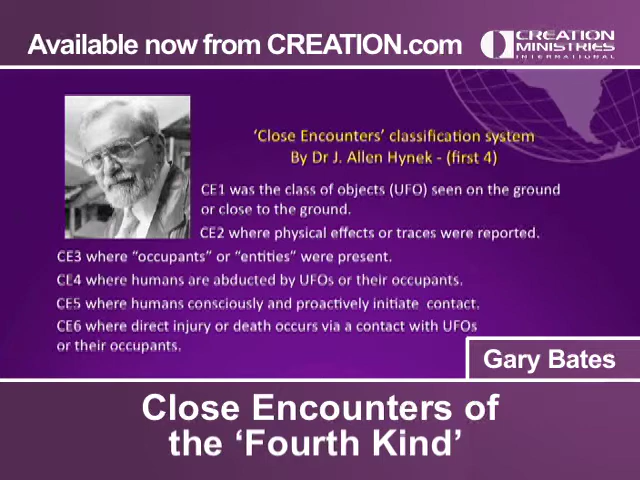 Available now from CREATION.com
CREATION
MINISTRIES
INTERNATIONAL
‘Close Encounters’ classification system
By Dr J. Allen Hynek - (first 4)
CE1 was the class of objects (UFO) seen on the ground
or close to the ground.
CE2 where physical effects or traces were reported.
CE3 where “occupants” or “entities” were present.
CE4 where humans are abducted by UFOs or their occupants.
CE5 where humans consciously and proactively initiate contact.
CE6 where direct injury or death occurs via a contact with UFOs
or their occupants.
Gary Bates
Close Encounters of
the ‘Fourth Kind’